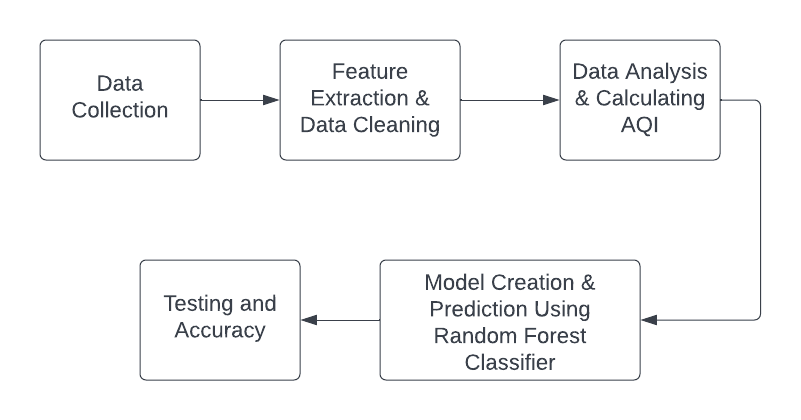 Data
Collection
Feature
Extraction &
Data Cleaning
Data Analysis
& Calculating
AQI
Model Creation &
Prediction Using
Random Forest
Classifier
Testing and
Accuracy